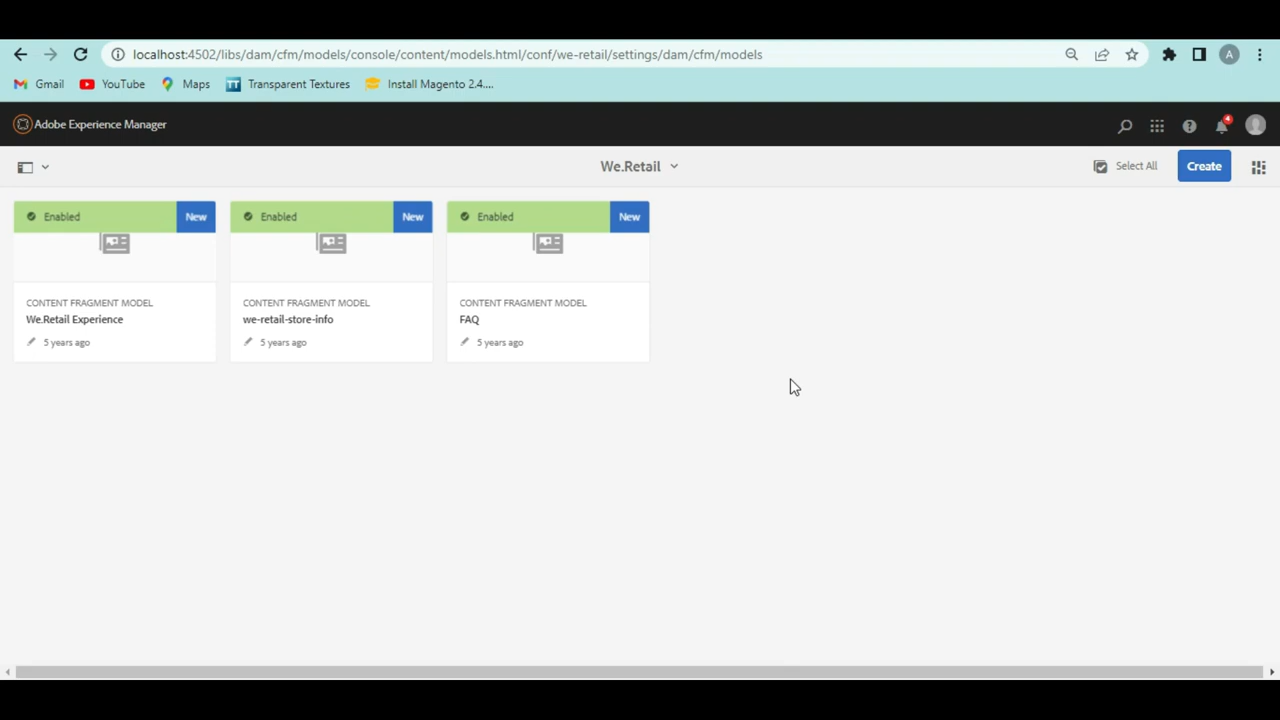 localhost:4502/libs/dam/cfm/models/console/content/models.html/conf/we-retail/settings/dam/cfm/models
A
Gmail YouTube Maps TT Transparent Textures Install Magento 2.4....
Adobe Experience Manager
4
We.Retail
Select All Create
Enabled New
CONTENT FRAGMENT MODEL
We.Retail Experience
5 years ago
Enabled New
CONTENT FRAGMENT MODEL
we-retail-store-info
5 years ago
Enabled New
CONTENT FRAGMENT MODEL
FAQ
5 years ago